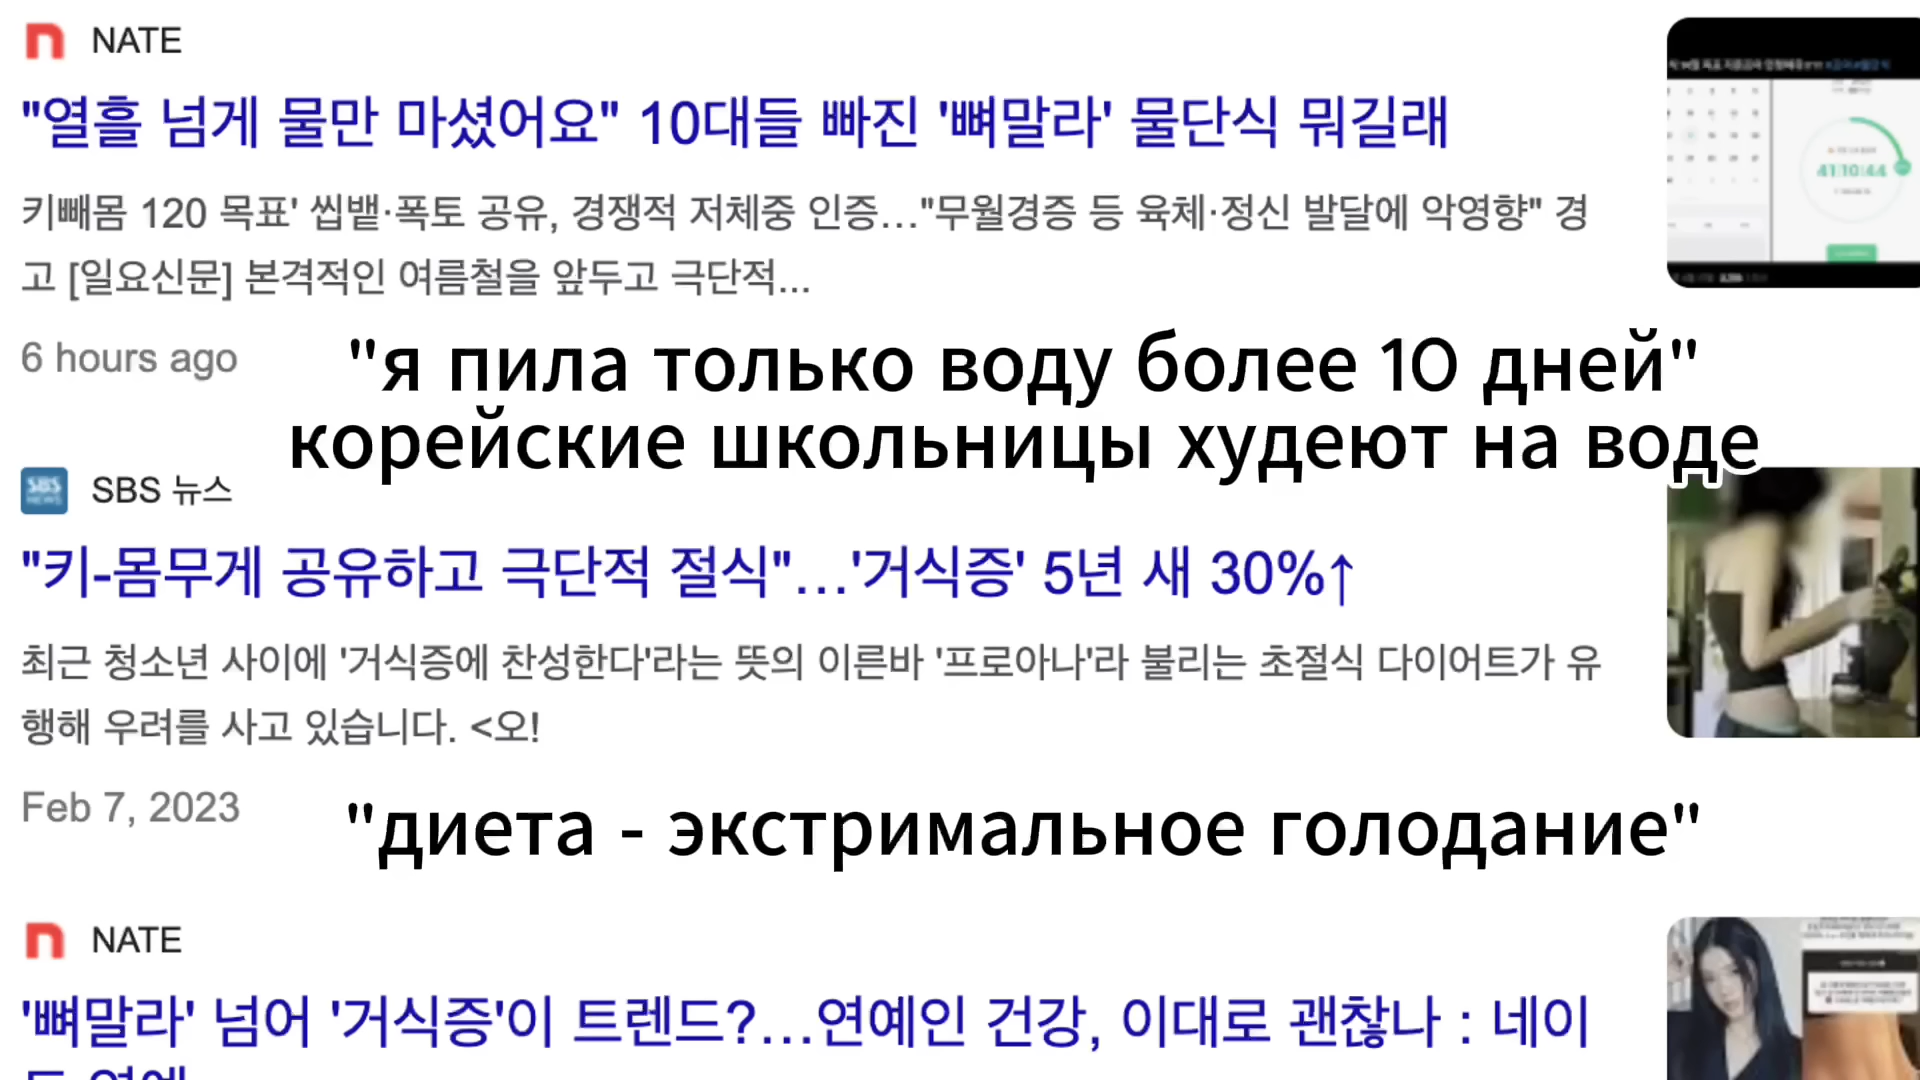 NATE
"열흘 넘게 물만 마셨어요" 10대들 빠진 '뼈말라' 물단식 뭐길래
키빼몸 120 목표' 씹뱉·폭토 공유, 경쟁적 저체중 인증..."무월경증 등 육체·정신 발달에 악영향" 경
고 [일요신문] 본격적인 여름철을 앞두고 극단적...
6 hours ago
"я пила только воду более 10 дней"
корейские школьницы худеют на воде
SBS 뉴스
"키-몸무게 공유하고 극단적 절식"...'거식증' 5년 새 30%↑
최근 청소년 사이에 '거식증에 찬성한다'라는 뜻의 이른바 '프로아나'라 불리는 초절식 다이어트가 유
행해 우려를 사고 있습니다. <오!
Feb 7, 2023
"диета - экстримальное голодание"
NATE
'뼈말라' 넘어 '거식증'이 트렌드?...연예인 건강, 이대로 괜찮나 : 네이
41:10:44
SBS
NEWS